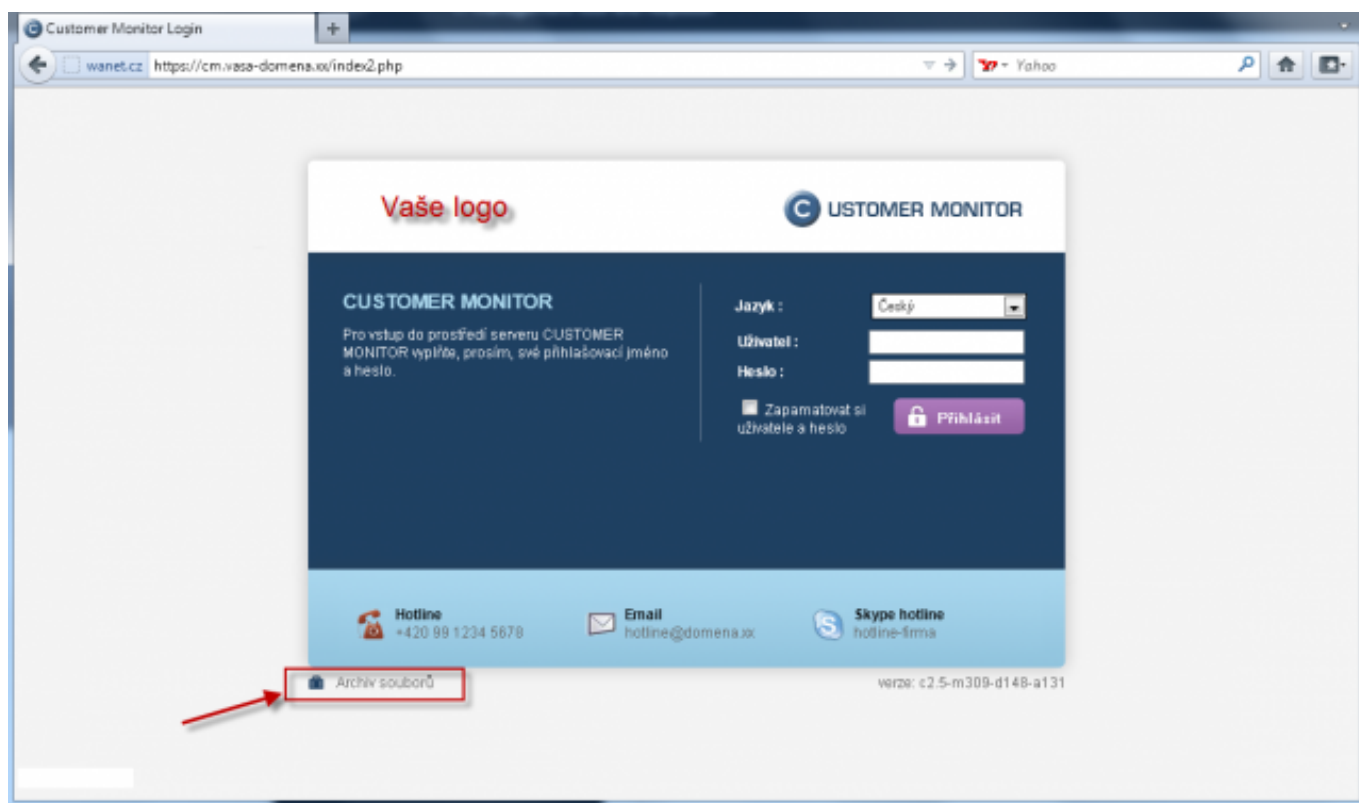 Customer Monitor Login
wanet.cz https://cm.vasa-domena.xx/index2.php
Yahoo
Vaše logo
CUSTOMER MONITOR
CUSTOMER MONITOR
Pro vstup do prostředí serveru CUSTOMER
MONITOR vyplňte, prosím, své přihlašovací jméno
a heslo.
Jazyk :
Český
Uživatel :
Heslo :
Zapamatovat si
uživatele a heslo
Přihlásit
Hotline
+420 99 1234 5678
Email
hotline@domena.xx
Skype hotline
hotline-firma
Archiv souborů
verze: c2.5-m309-d148-a131